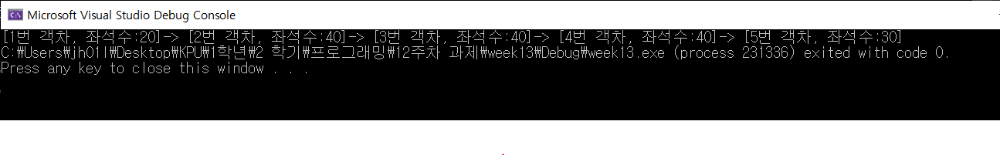 Microsoft Visual Studio Debug Console
[1번 객차, 좌석수:20]-> [2번 객차, 좌석수:40]-> [3번 객차, 좌석수:40]-> [4번 객차, 좌석수:40]-> [5번 객차, 좌석수:30]
C:₩Users₩jh01l₩Desktop₩KPU₩1학년₩2 학기₩프로그래밍₩12주차 과제₩week13₩Debug₩week13.exe (process 231336) exited with code 0.
Press any key to close this window . . .